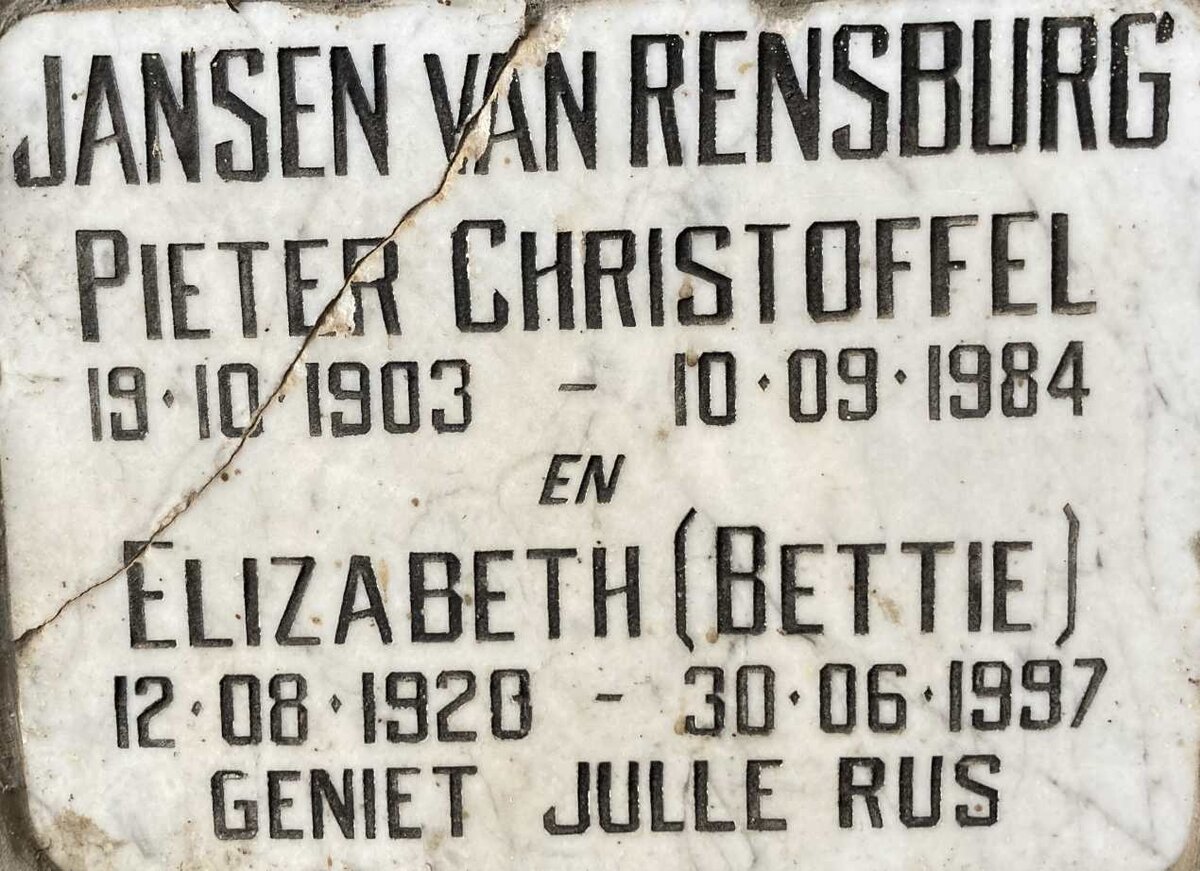 JANSEN VAN RENSBURG
PIETER CHRISTOFFEL
19·10·1903 - 10·09·1984
EN
ELIZABETH (BETTIE)
12·08·1920 - 30·06·1997
GENIET JULLE RUS